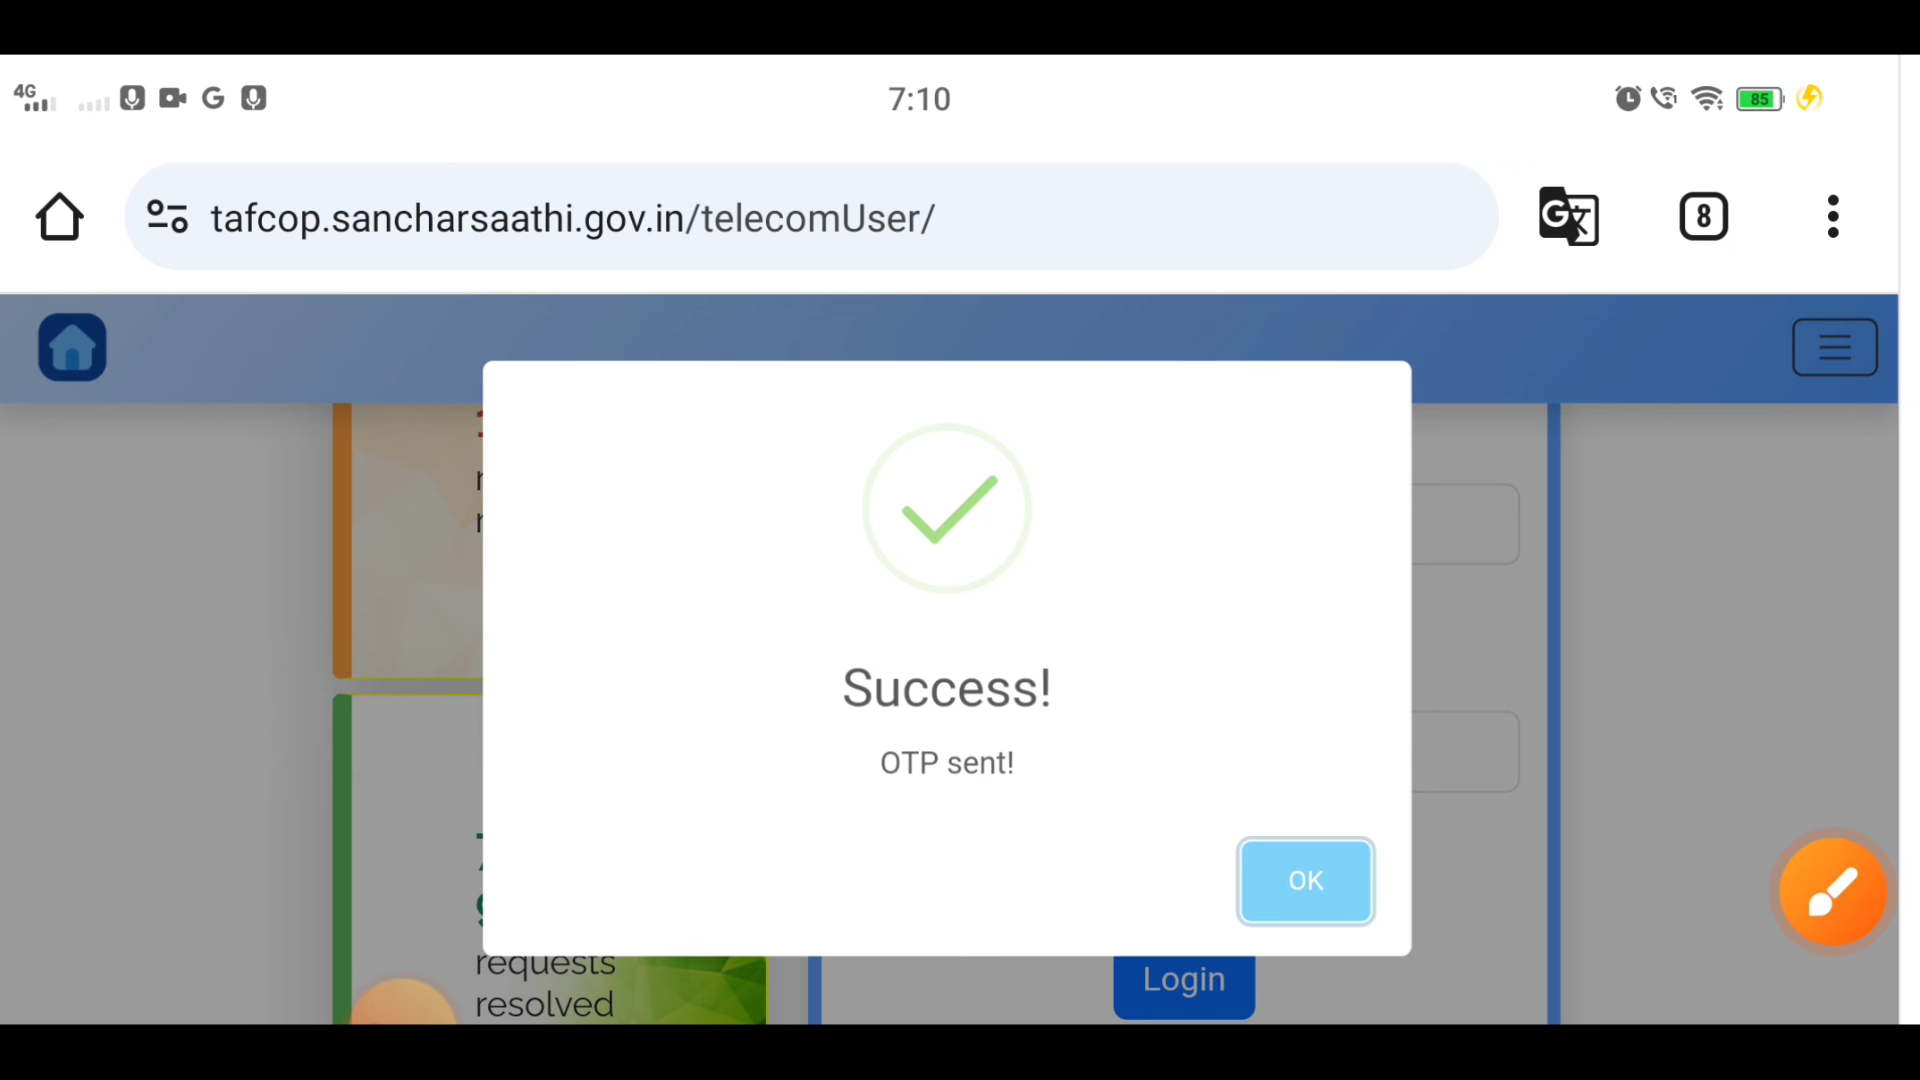 4G
7:10
85
tafcop.sancharsaathi.gov.in/telecomUser/
8
Success!
OTP sent!
OK
requests
resolved
Login